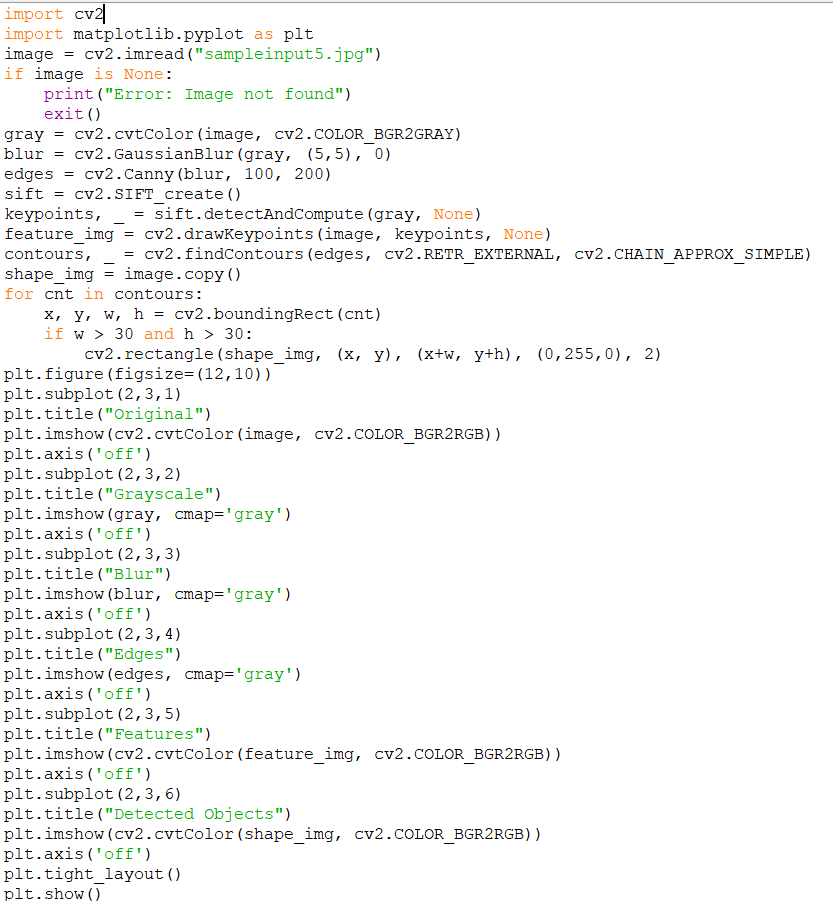 import cv2
import matplotlib.pyplot as plt
image = cv2.imread("sampleinput5.jpg")
if image is None:
    print("Error: Image not found")
    exit()
gray = cv2.cvtColor(image, cv2.COLOR_BGR2GRAY)
blur = cv2.GaussianBlur(gray, (5,5), 0)
edges = cv2.Canny(blur, 100, 200)
sift = cv2.SIFT_create()
keypoints, _ = sift.detectAndCompute(gray, None)
feature_img = cv2.drawKeypoints(image, keypoints, None)
contours, _ = cv2.findContours(edges, cv2.RETR_EXTERNAL, cv2.CHAIN_APPROX_SIMPLE)
shape_img = image.copy()
for cnt in contours:
    x, y, w, h = cv2.boundingRect(cnt)
    if w > 30 and h > 30:
        cv2.rectangle(shape_img, (x, y), (x+w, y+h), (0,255,0), 2)
plt.figure(figsize=(12,10))
plt.subplot(2,3,1)
plt.title("Original")
plt.imshow(cv2.cvtColor(image, cv2.COLOR_BGR2RGB))
plt.axis('off')
plt.subplot(2,3,2)
plt.title("Grayscale")
plt.imshow(gray, cmap='gray')
plt.axis('off')
plt.subplot(2,3,3)
plt.title("Blur")
plt.imshow(blur, cmap='gray')
plt.axis('off')
plt.subplot(2,3,4)
plt.title("Edges")
plt.imshow(edges, cmap='gray')
plt.axis('off')
plt.subplot(2,3,5)
plt.title("Features")
plt.imshow(cv2.cvtColor(feature_img, cv2.COLOR_BGR2RGB))
plt.axis('off')
plt.subplot(2,3,6)
plt.title("Detected Objects")
plt.imshow(cv2.cvtColor(shape_img, cv2.COLOR_BGR2RGB))
plt.axis('off')
plt.tight_layout()
plt.show()